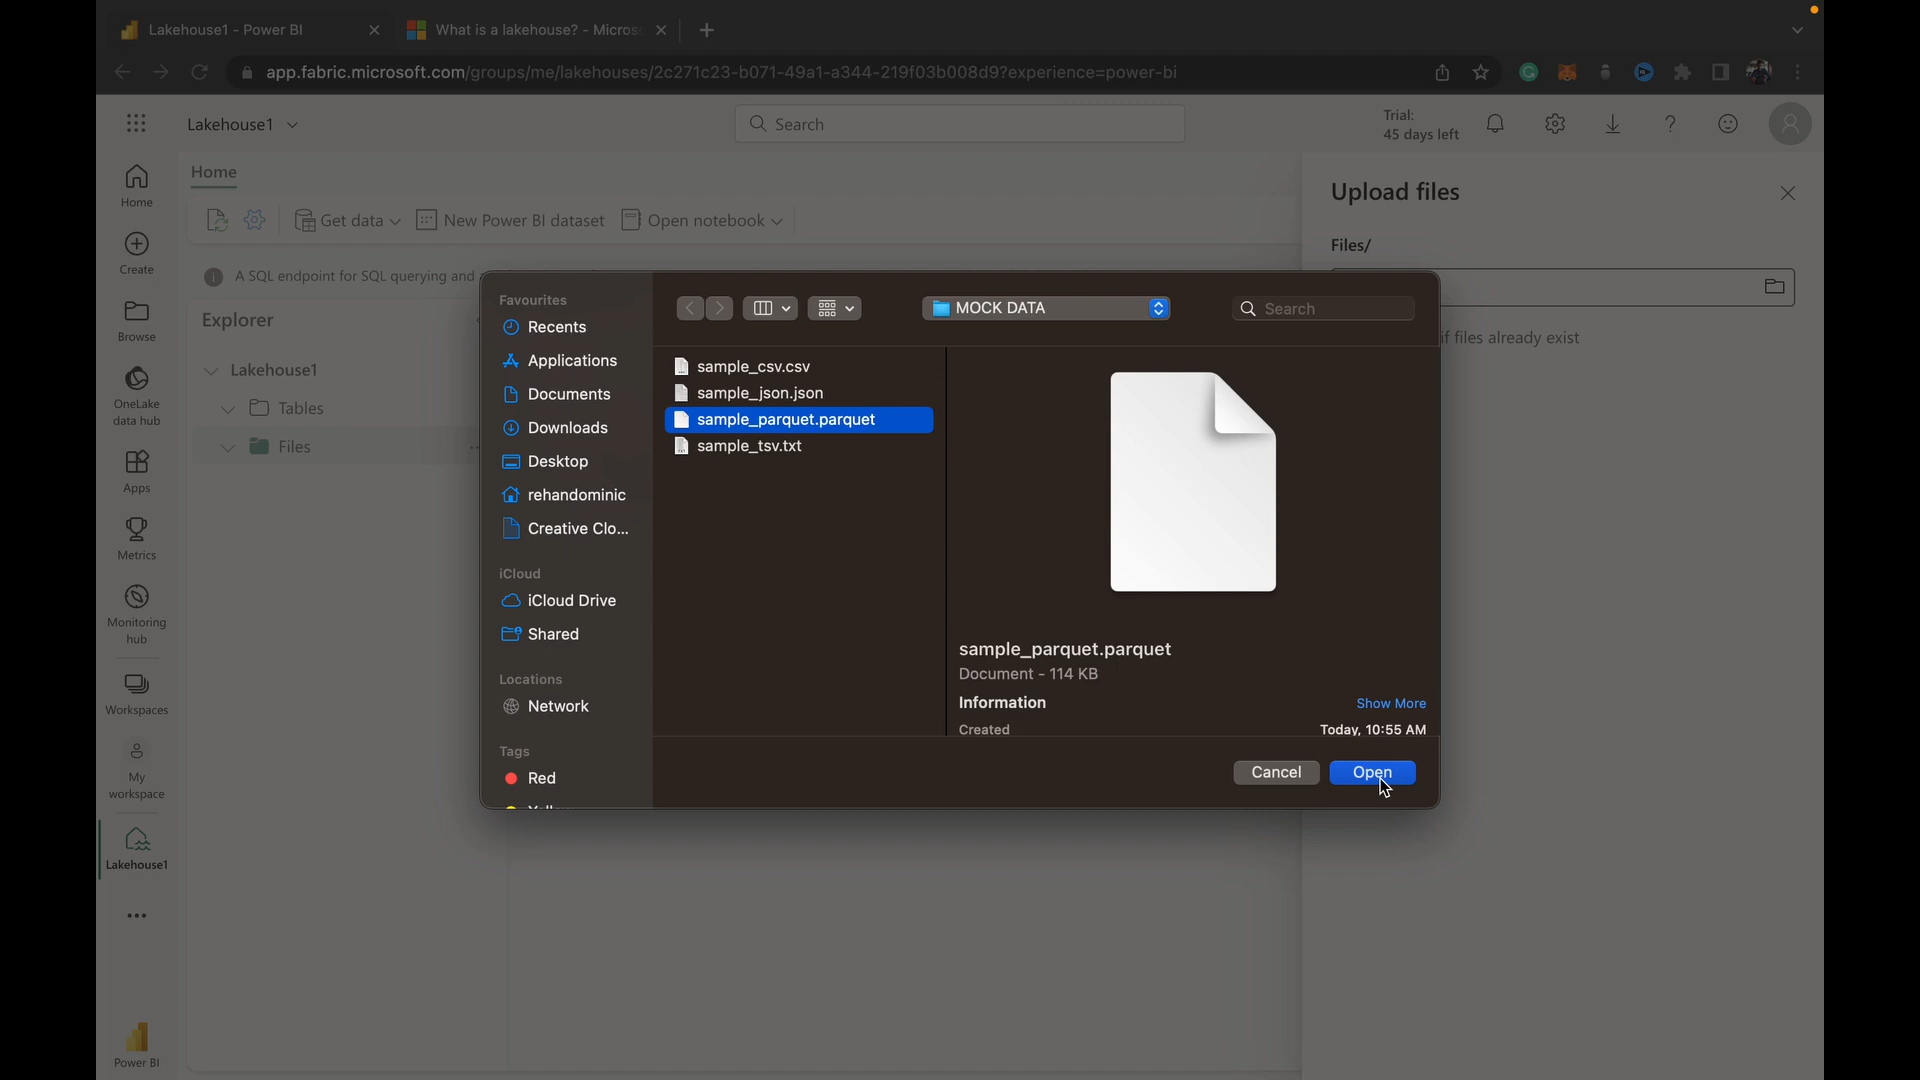 Lakehouse1 - Power BI
What is a lakehouse? - Micros
app.fabric.microsoft.com/groups/me/lakehouses/2c271c23-b071-49a1-a344-219f03b008d9?experience=power-bi
Lakehouse1
Search
Trial:
45 days left
Home
Create
Browse
OneLake
data hub
Apps
Metrics
Monitoring
hub
Workspaces
My
workspace
Lakehouse1
Power BI
Home
Get data
New Power BI dataset
Open notebook
A SQL endpoint for SQL querying and
Explorer
Lakehouse1
Tables
Files
Upload files
Files/
if files already exist
Favourites
Recents
Applications
Documents
Downloads
Desktop
rehandominic
Creative Clo...
iCloud
iCloud Drive
Shared
Locations
Network
Tags
Red
MOCK DATA
Search
sample_csv.csv
sample_json.json
sample_parquet.parquet
sample_tsv.txt
sample_parquet.parquet
Document - 114 KB
Information
Show More
Created
Today, 10:55 AM
Cancel
Open